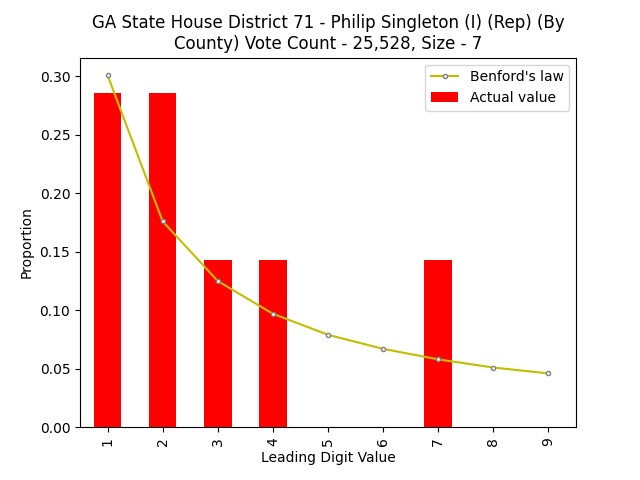 GA State House District 71 - Philip Singleton (I) (Rep) (By
County) Vote Count - 25,528, Size - 7
Benford's law
Actual value
0.30
0.25
0.20
0.15
0.10
0.05
0.00
Proportion
1 2 3 4 5 6 7 8 9
Leading Digit Value